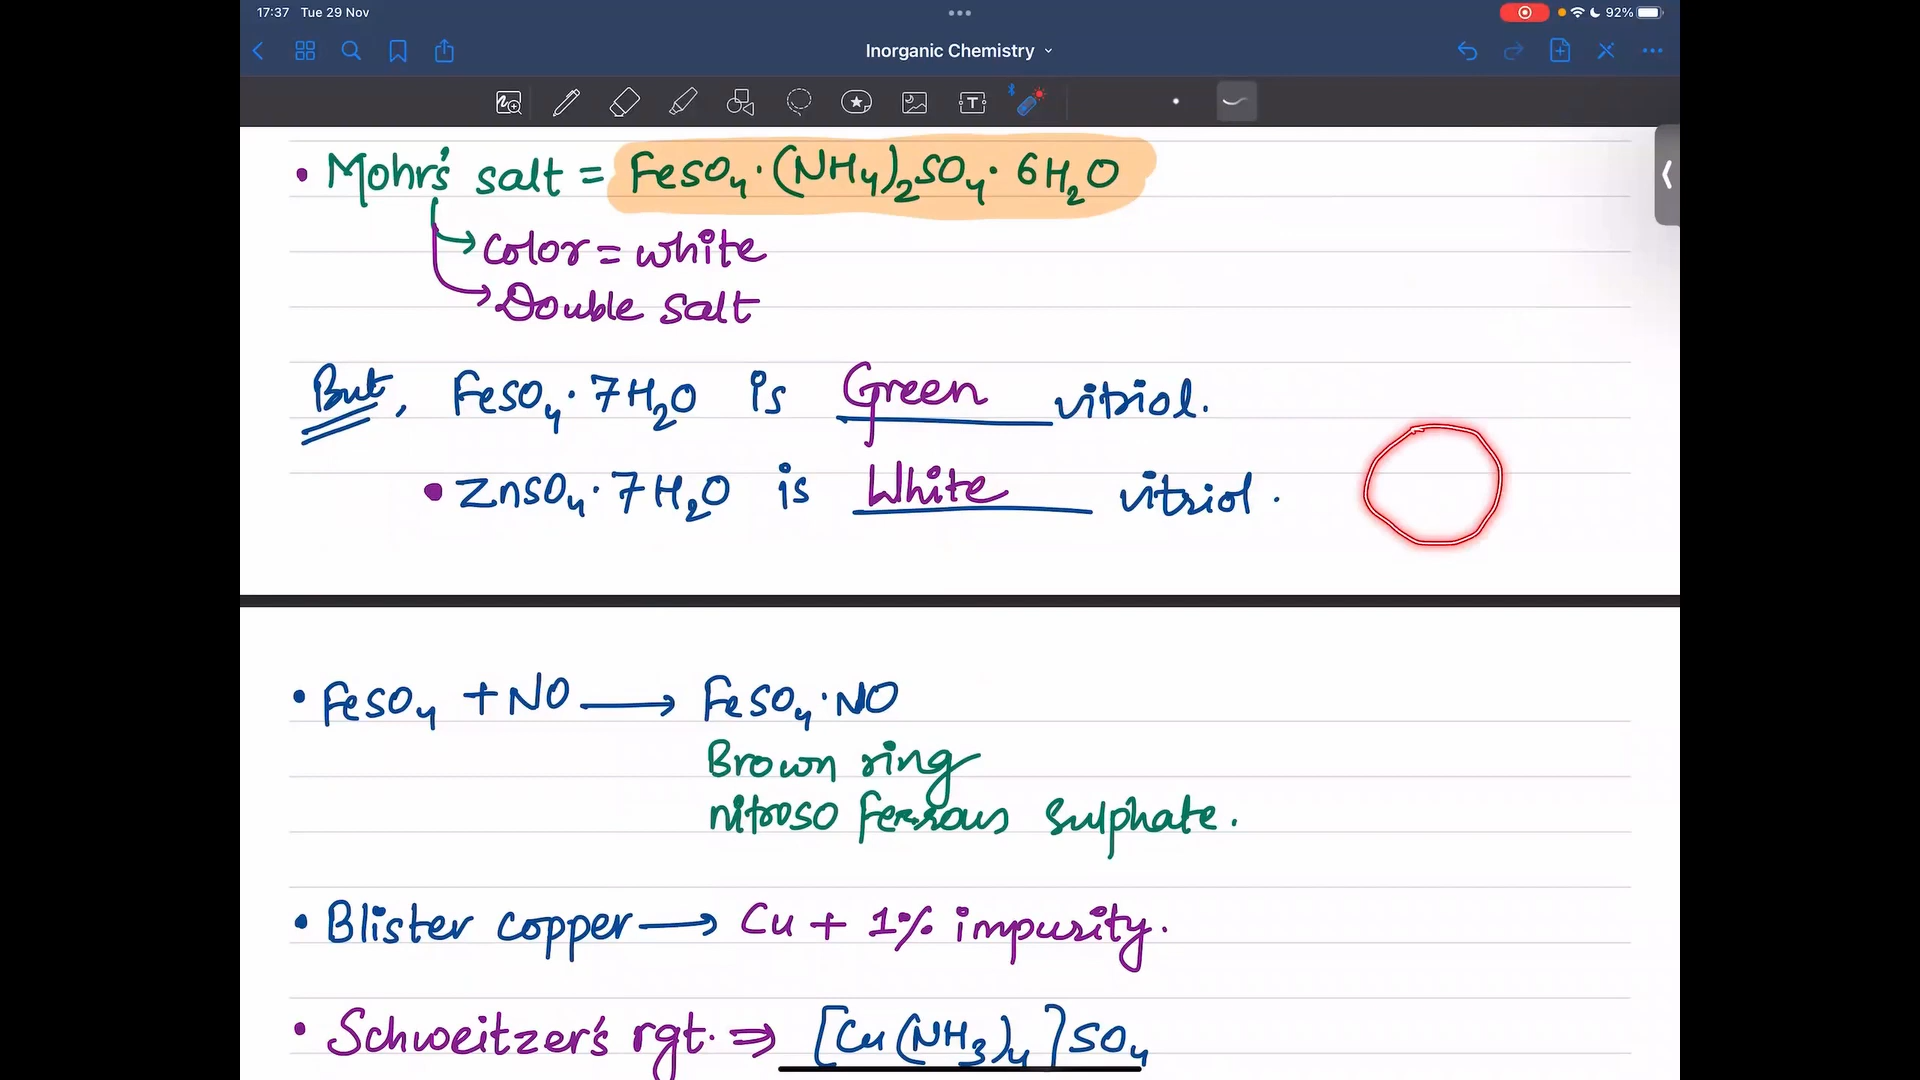 17:37 Tue 29 Nov
92%
Inorganic Chemistry
• Mohr's salt = FeSO₄·(NH₄)₂SO₄·6H₂O
Color = white
Double salt
But, FeSO₄·7H₂O is Green vitriol.
• ZnSO₄·7H₂O is White vitriol.
• FeSO₄ + NO ⟶ FeSO₄·NO
Brown ring
nitroso ferrous sulphate.
• Blister copper ⟶ Cu + 1% impurity.
• Schweitzer's rgt. ⇒ [Cu(NH₃)₄]SO₄